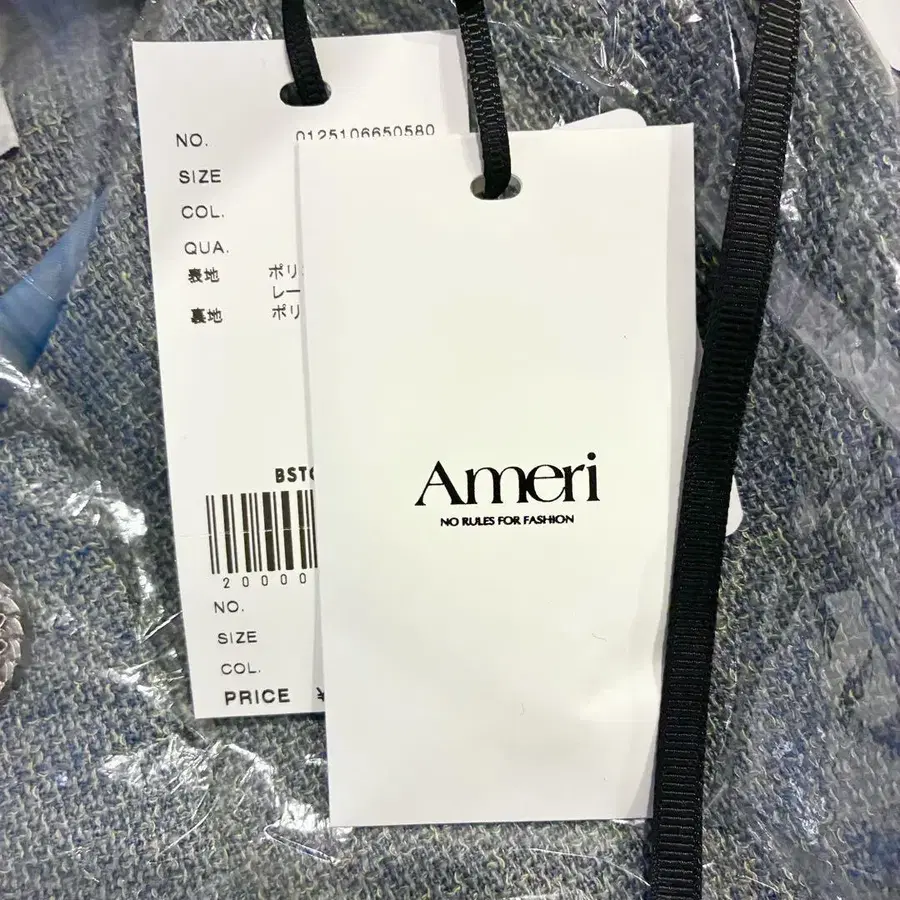 NO. 0125106650580
SIZE
COL.
QUA.
表地 ポリ
レー
裏地 ポリ
BST
20000
NO.
SIZE
COL.
PRICE ¥
Ameri
NO RULES FOR FASHION